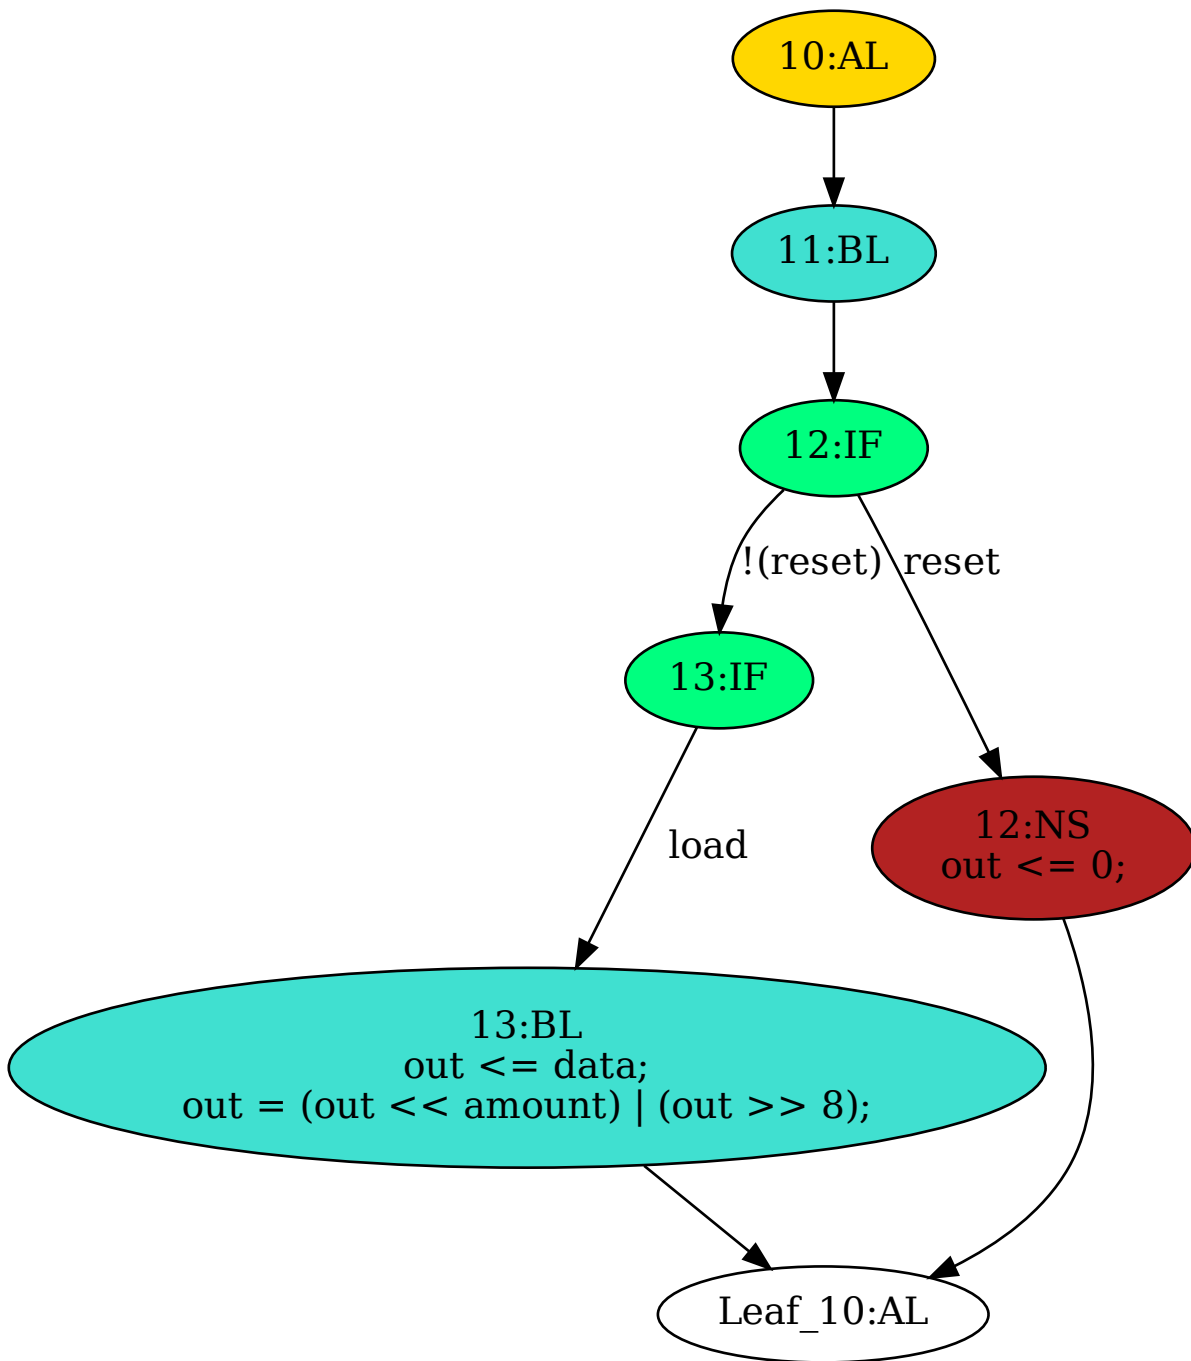 10:AL
11:BL
12:IF
!(reset)
reset
13:IF
12:NS
out <= 0;
load
13:BL
out <= data;
out = (out << amount) | (out >> 8);
Leaf_10:AL